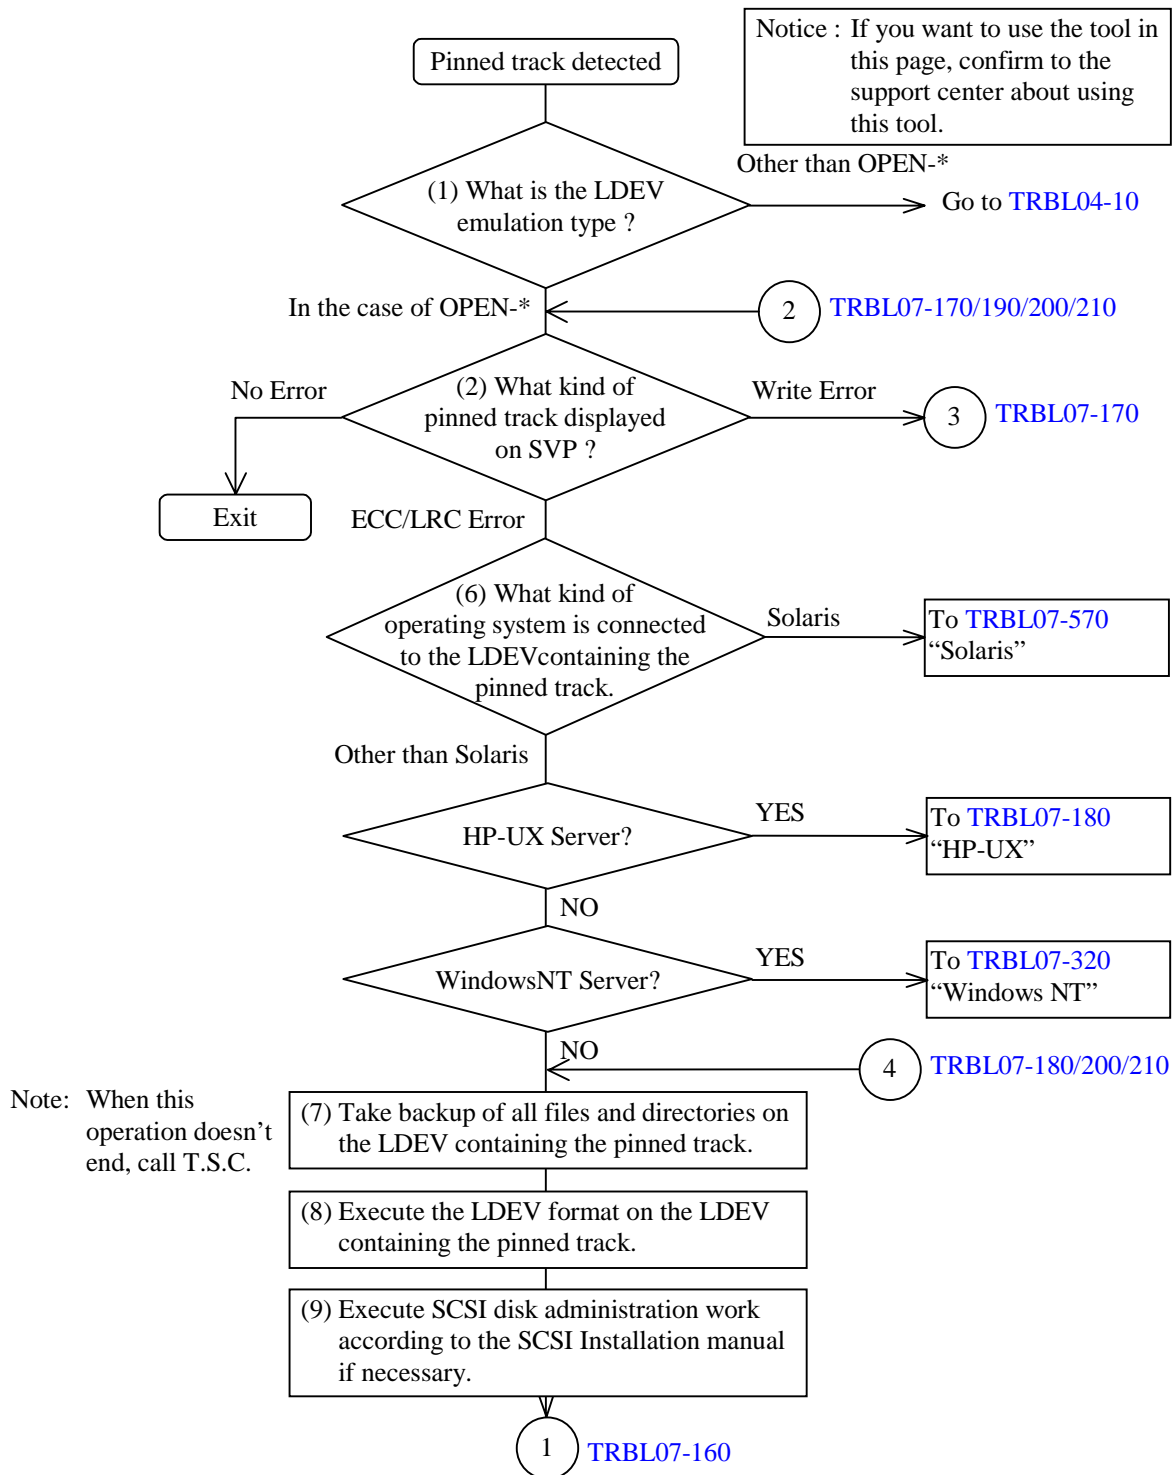 Notice : If you want to use the tool in
this page, confirm to the
support center about using
this tool.
Pinned track detected
Other than OPEN-*
(1) What is the LDEV
emulation type ?
Go to TRBL04-10
In the case of OPEN-*
2
TRBL07-170/190/200/210
No Error
(2) What kind of
pinned track displayed
on SVP ?
Write Error
3
TRBL07-170
Exit
ECC/LRC Error
(6) What kind of
operating system is connected
to the LDEVcontaining the
pinned track.
Solaris
To TRBL07-570
“Solaris”
Other than Solaris
HP-UX Server?
YES
To TRBL07-180
“HP-UX”
NO
WindowsNT Server?
YES
To TRBL07-320
“Windows NT”
NO
4
TRBL07-180/200/210
Note: When this
operation doesn’t
end, call T.S.C.
(7) Take backup of all files and directories on
the LDEV containing the pinned track.
(8) Execute the LDEV format on the LDEV
containing the pinned track.
(9) Execute SCSI disk administration work
according to the SCSI Installation manual
if necessary.
1
TRBL07-160